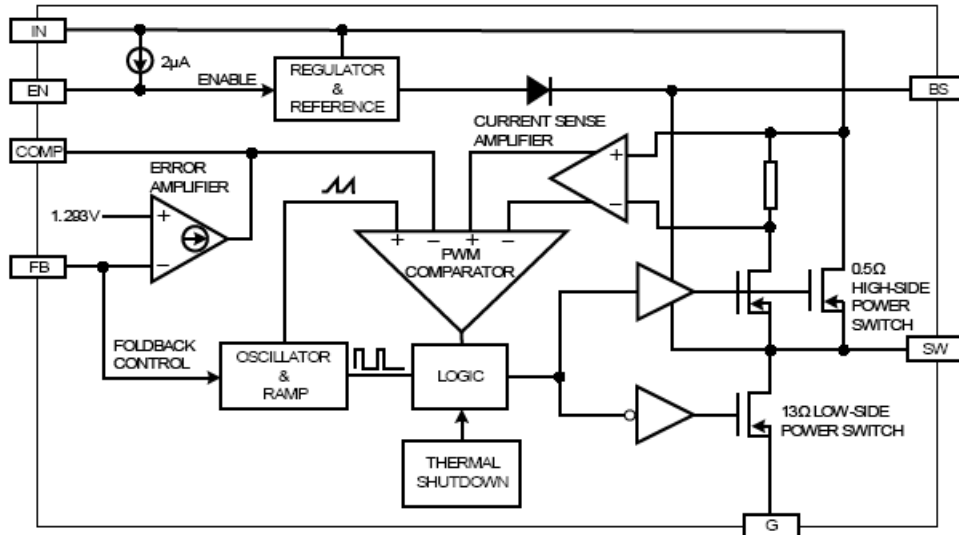 IN
2µA
EN
ENABLE
REGULATOR
&
REFERENCE
BS
COMP
CURRENT SENSE
AMPLIFIER
+
−
ERROR
AMPLIFIER
1.293V
+
−
FB
+ − + −
PWM
COMPARATOR
0.5Ω
HIGH-SIDE
POWER
SWITCH
FOLDBACK
CONTROL
OSCILLATOR
&
RAMP
LOGIC
SW
13Ω LOW-SIDE
POWER SWITCH
THERMAL
SHUTDOWN
G